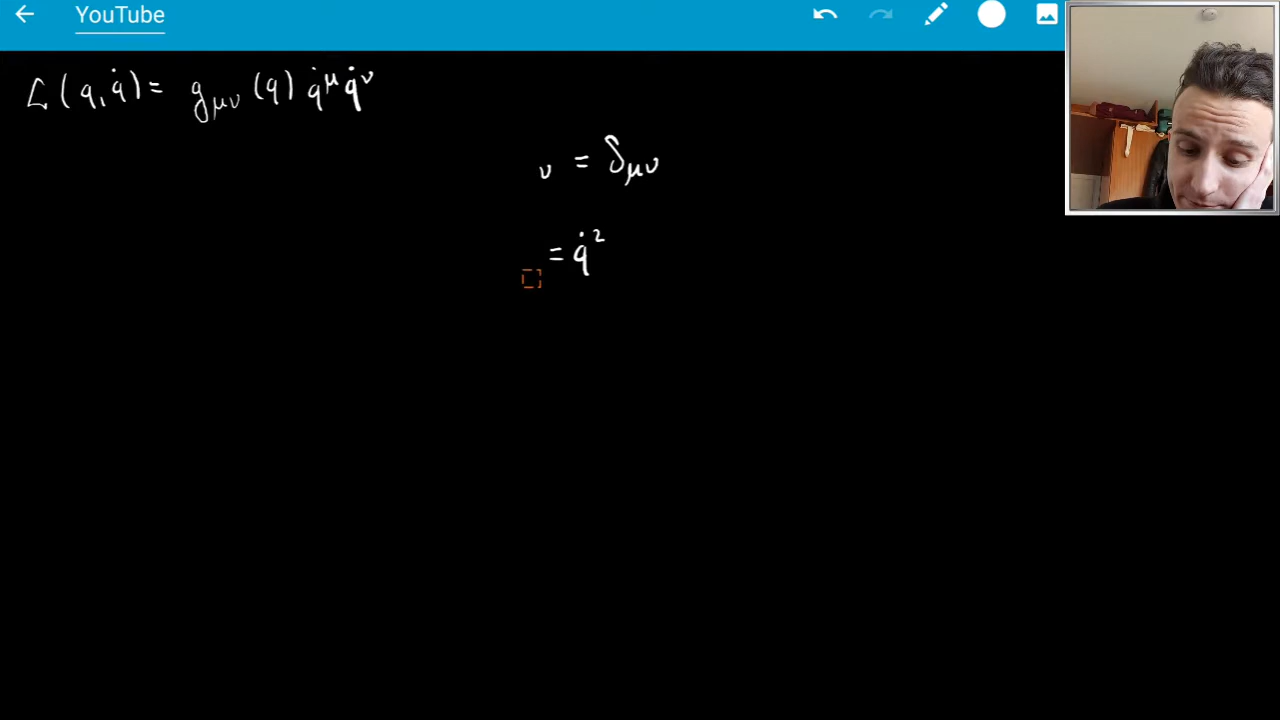 YouTube
L(q, q̇) = g_μν (q) q̇^μ q̇^ν
ν = δ_μν
= q̇²